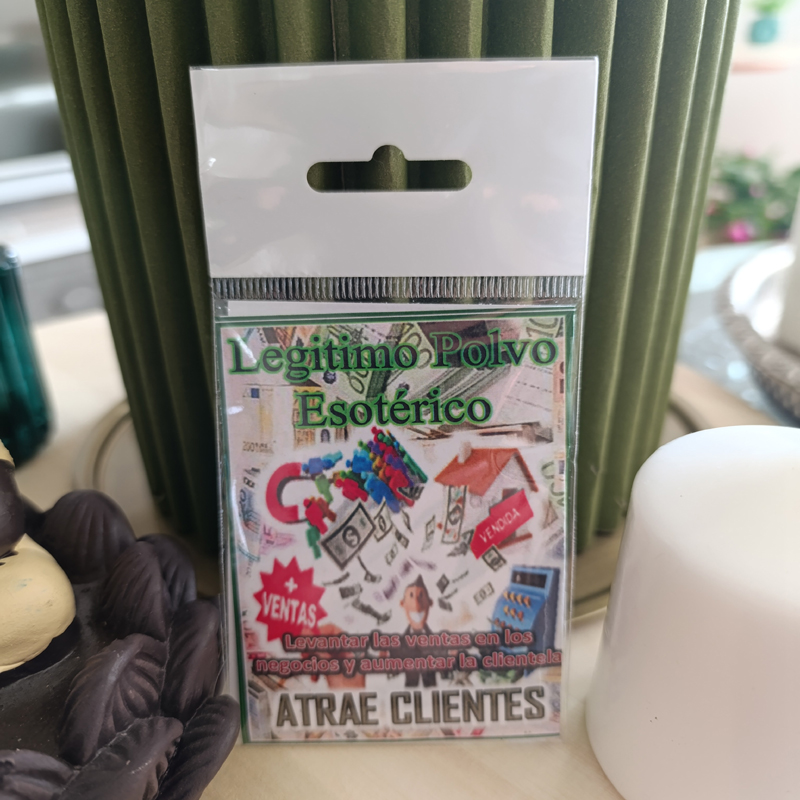 Legitimo Polvo
Esotérico
VENDIDA
+
VENTAS
Levantar las ventas en los
negocios y aumentar la clientela
ATRAE CLIENTES